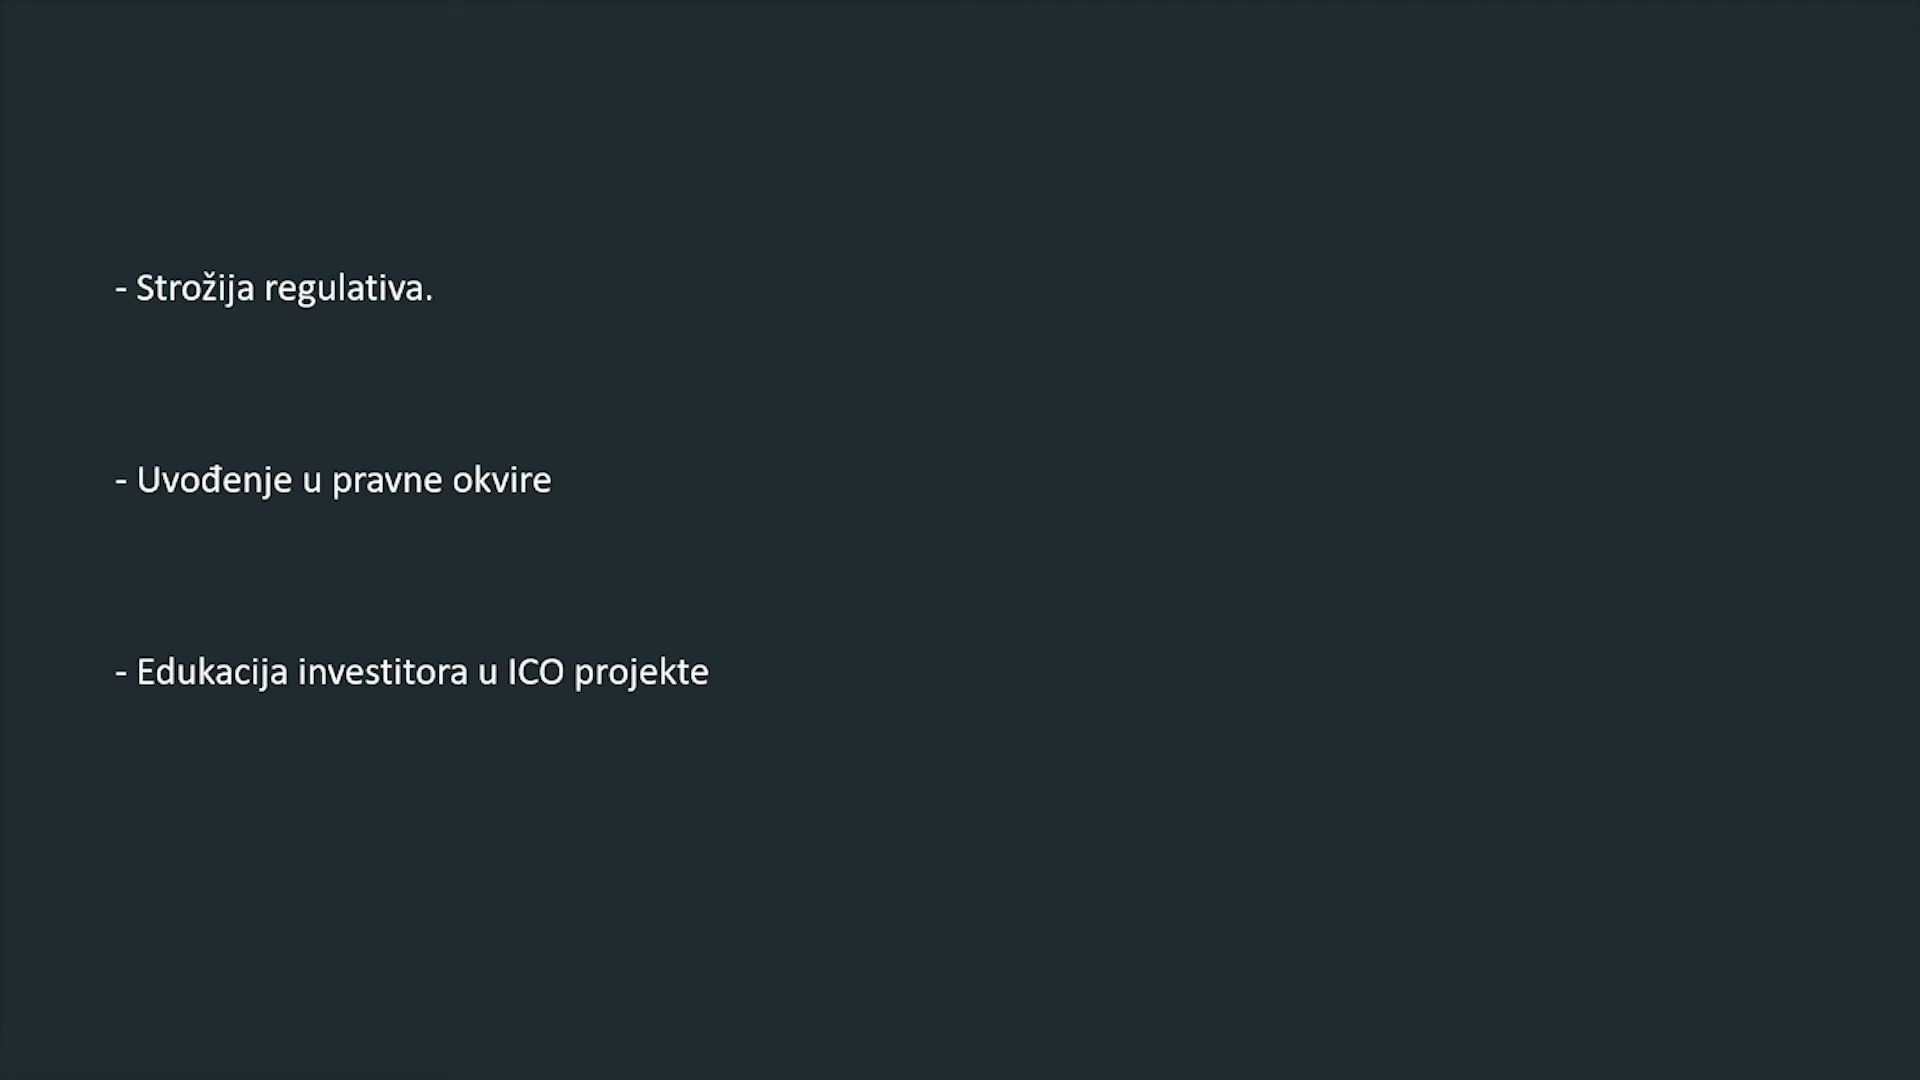 - Strožija regulativa.
- Uvođenje u pravne okvire
- Edukacija investitora u ICO projekte